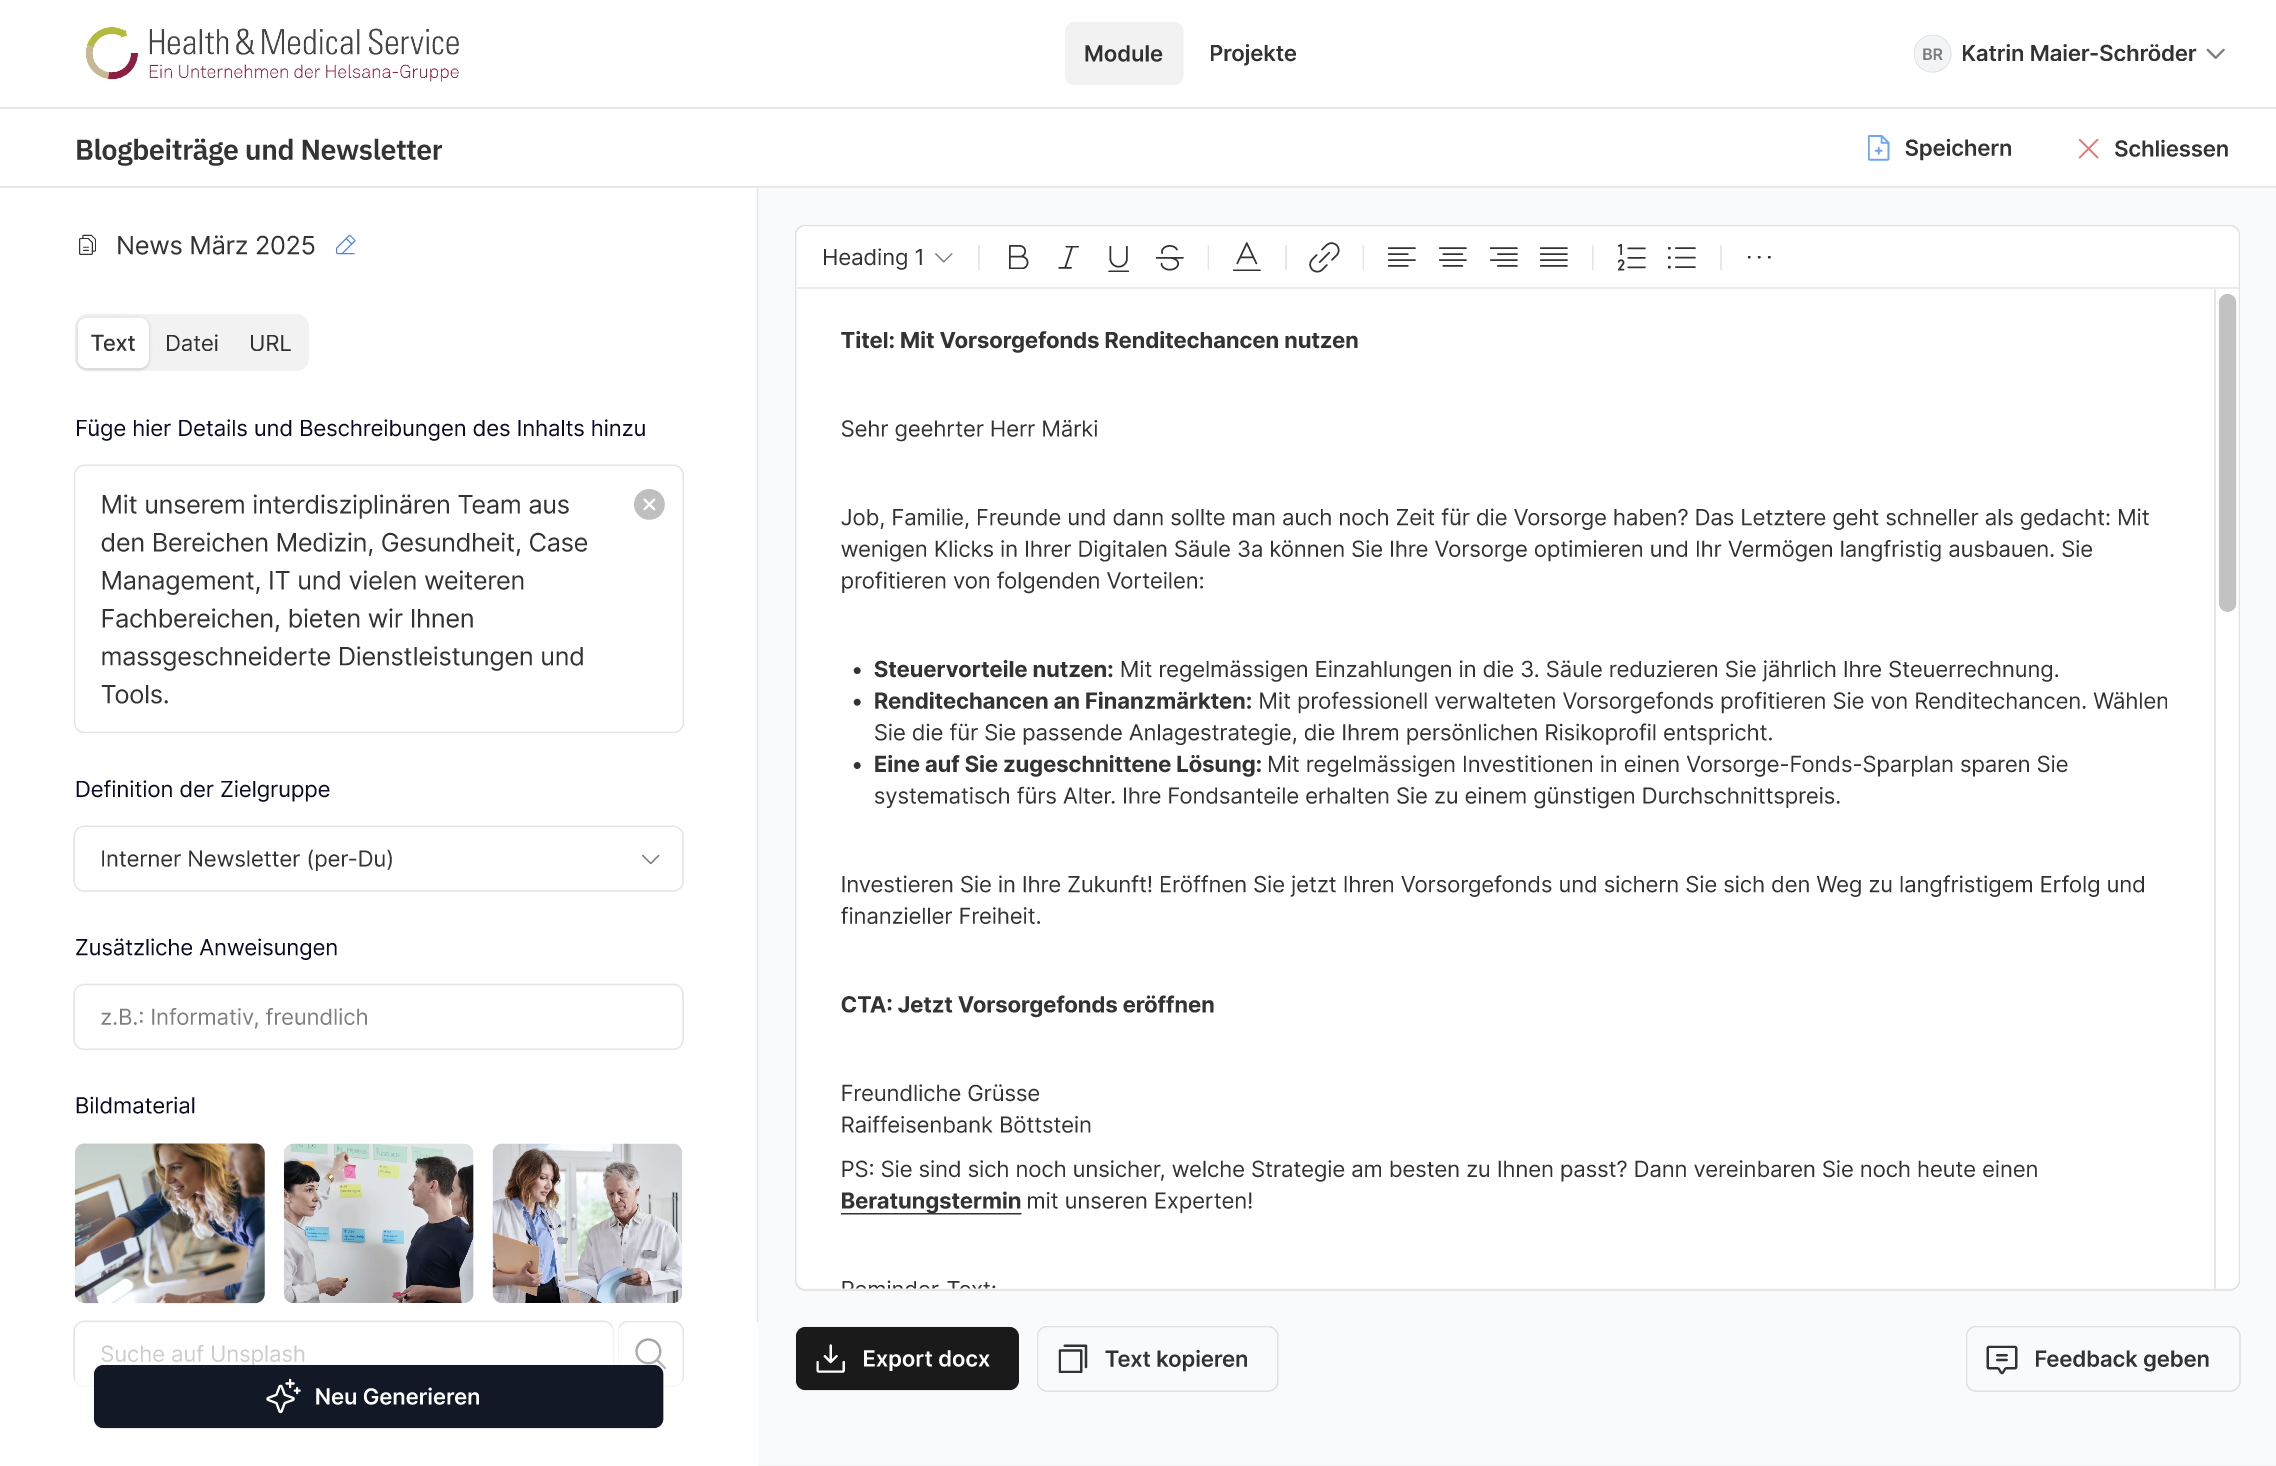 Health & Medical Service
Ein Unternehmen der Helsana-Gruppe
Module
Projekte
BR
Katrin Maier-Schröder
Blogbeiträge und Newsletter
Speichern
Schliessen
News März 2025
Text
Datei
URL
Füge hier Details und Beschreibungen des Inhalts hinzu
Mit unserem interdisziplinären Team aus
den Bereichen Medizin, Gesundheit, Case
Management, IT und vielen weiteren
Fachbereichen, bieten wir Ihnen
massgeschneiderte Dienstleistungen und
Tools.
Definition der Zielgruppe
Interner Newsletter (per-Du)
Zusätzliche Anweisungen
z.B.: Informativ, freundlich
Bildmaterial
Suche auf Unsplash
Neu Generieren
Heading 1
Titel: Mit Vorsorgefonds Renditechancen nutzen
Sehr geehrter Herr Märki
Job, Familie, Freunde und dann sollte man auch noch Zeit für die Vorsorge haben? Das Letztere geht schneller als gedacht: Mit
wenigen Klicks in Ihrer Digitalen Säule 3a können Sie Ihre Vorsorge optimieren und Ihr Vermögen langfristig ausbauen. Sie
profitieren von folgenden Vorteilen:
• Steuervorteile nutzen: Mit regelmässigen Einzahlungen in die 3. Säule reduzieren Sie jährlich Ihre Steuerrechnung.
• Renditechancen an Finanzmärkten: Mit professionell verwalteten Vorsorgefonds profitieren Sie von Renditechancen. Wählen
Sie die für Sie passende Anlagestrategie, die Ihrem persönlichen Risikoprofil entspricht.
• Eine auf Sie zugeschnittene Lösung: Mit regelmässigen Investitionen in einen Vorsorge-Fonds-Sparplan sparen Sie
systematisch fürs Alter. Ihre Fondsanteile erhalten Sie zu einem günstigen Durchschnittspreis.
Investieren Sie in Ihre Zukunft! Eröffnen Sie jetzt Ihren Vorsorgefonds und sichern Sie sich den Weg zu langfristigem Erfolg und
finanzieller Freiheit.
CTA: Jetzt Vorsorgefonds eröffnen
Freundliche Grüsse
Raiffeisenbank Böttstein
PS: Sie sind sich noch unsicher, welche Strategie am besten zu Ihnen passt? Dann vereinbaren Sie noch heute einen
Beratungstermin mit unseren Experten!
Reminder-Text:
Export docx
Text kopieren
Feedback geben